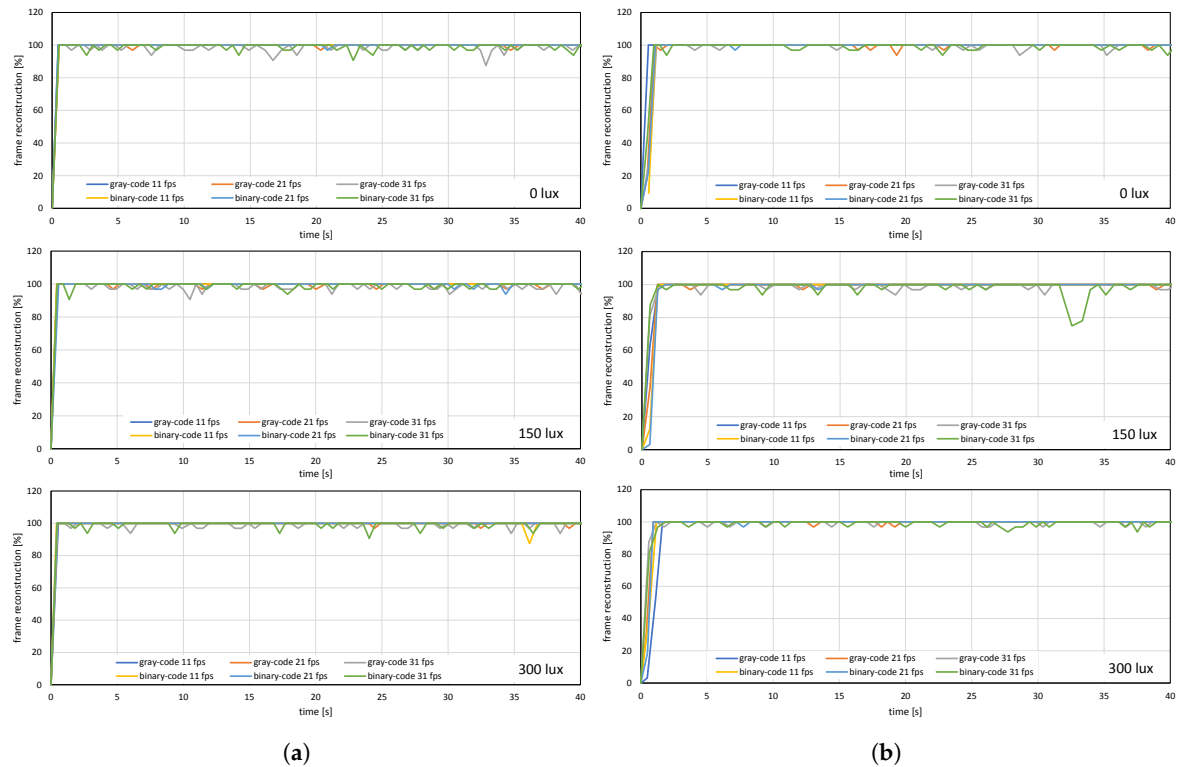 120
100
80
60
40
20
0
frame reconstruction [%]
gray-code 11 fps gray-code 21 fps gray-code 31 fps
binary-code 11 fps binary-code 21 fps binary-code 31 fps
0 lux
0 5 10 15 20 25 30 35 40
time [s]
120
100
80
60
40
20
0
frame reconstruction [%]
gray-code 11 fps gray-code 21 fps gray-code 31 fps
binary-code 11 fps binary-code 21 fps binary-code 31 fps
150 lux
0 5 10 15 20 25 30 35 40
time [s]
120
100
80
60
40
20
0
frame reconstruction [%]
gray-code 11 fps gray-code 21 fps gray-code 31 fps
binary-code 11 fps binary-code 21 fps binary-code 31 fps
300 lux
0 5 10 15 20 25 30 35 40
time [s]
(a)
120
100
80
60
40
20
0
frame reconstruction [%]
gray-code 11 fps gray-code 21 fps gray-code 31 fps
binary-code 11 fps binary-code 21 fps binary-code 31 fps
0 lux
0 5 10 15 20 25 30 35 40
time [s]
120
100
80
60
40
20
0
frame reconstruction [%]
gray-code 11 fps gray-code 21 fps gray-code 31 fps
binary-code 11 fps binary-code 21 fps binary-code 31 fps
150 lux
0 5 10 15 20 25 30 35 40
time [s]
120
100
80
60
40
20
0
frame reconstruction [%]
gray-code 11 fps gray-code 21 fps gray-code 31 fps
binary-code 11 fps binary-code 21 fps binary-code 31 fps
300 lux
0 5 10 15 20 25 30 35 40
time [s]
(b)